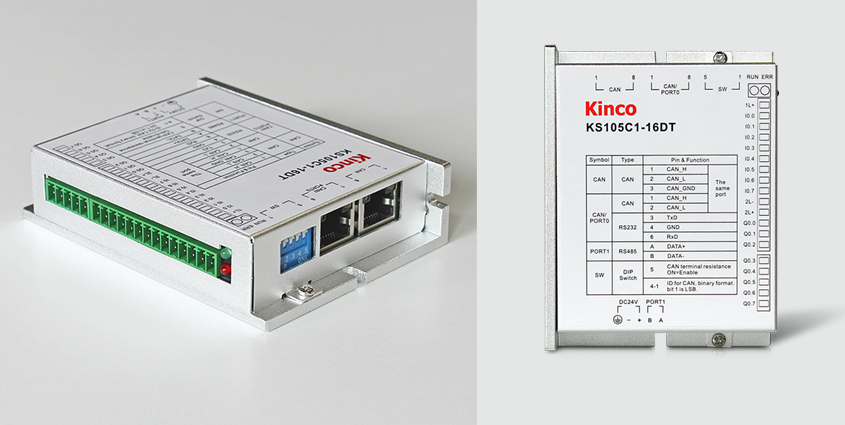 1 8 1 8 5 1 RUN ERR
CAN CAN/ SW
PORT0
Kinco
KS105C1-16DT
1L+
I0.0
I0.1
I0.2
I0.3
I0.4
I0.5
I0.6
I0.7
2L+
Q0.0
Q0.1
Q0.2
Q0.3
Q0.4
Q0.5
Q0.6
Q0.7
Symbol Type Pin & Function
CAN CAN 1 CAN_H The same port
2 CAN_L
3 CAN_GND
CAN/PORT0 CAN 1 CAN_H
2 CAN_L
RS232 3 TxD
4 GND
6 RxD
PORT1 RS485 A DATA+
B DATA-
SW DIP Switch 5 CAN terminal resistance
ON=Enable
4-1 ID for CAN, binary format
bit 1 is LSB.
DC24V PORT1
− + B A
Kinco
KS105C1-16DT